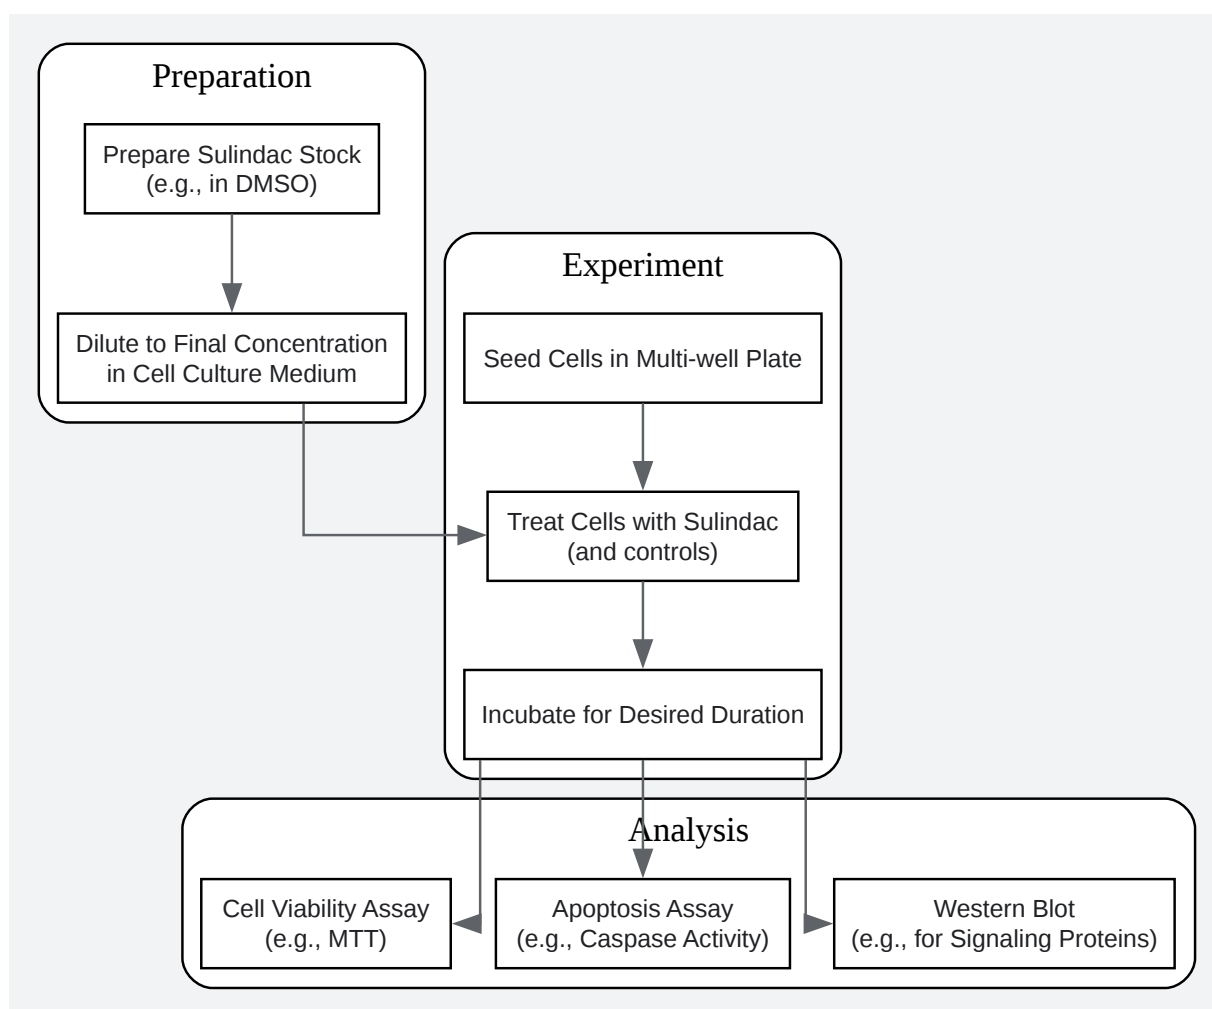 Preparation
Prepare Sulindac Stock
(e.g., in DMSO)
Dilute to Final Concentration
in Cell Culture Medium
Experiment
Seed Cells in Multi-well Plate
Treat Cells with Sulindac
(and controls)
Incubate for Desired Duration
Analysis
Cell Viability Assay
(e.g., MTT)
Apoptosis Assay
(e.g., Caspase Activity)
Western Blot
(e.g., for Signaling Proteins)